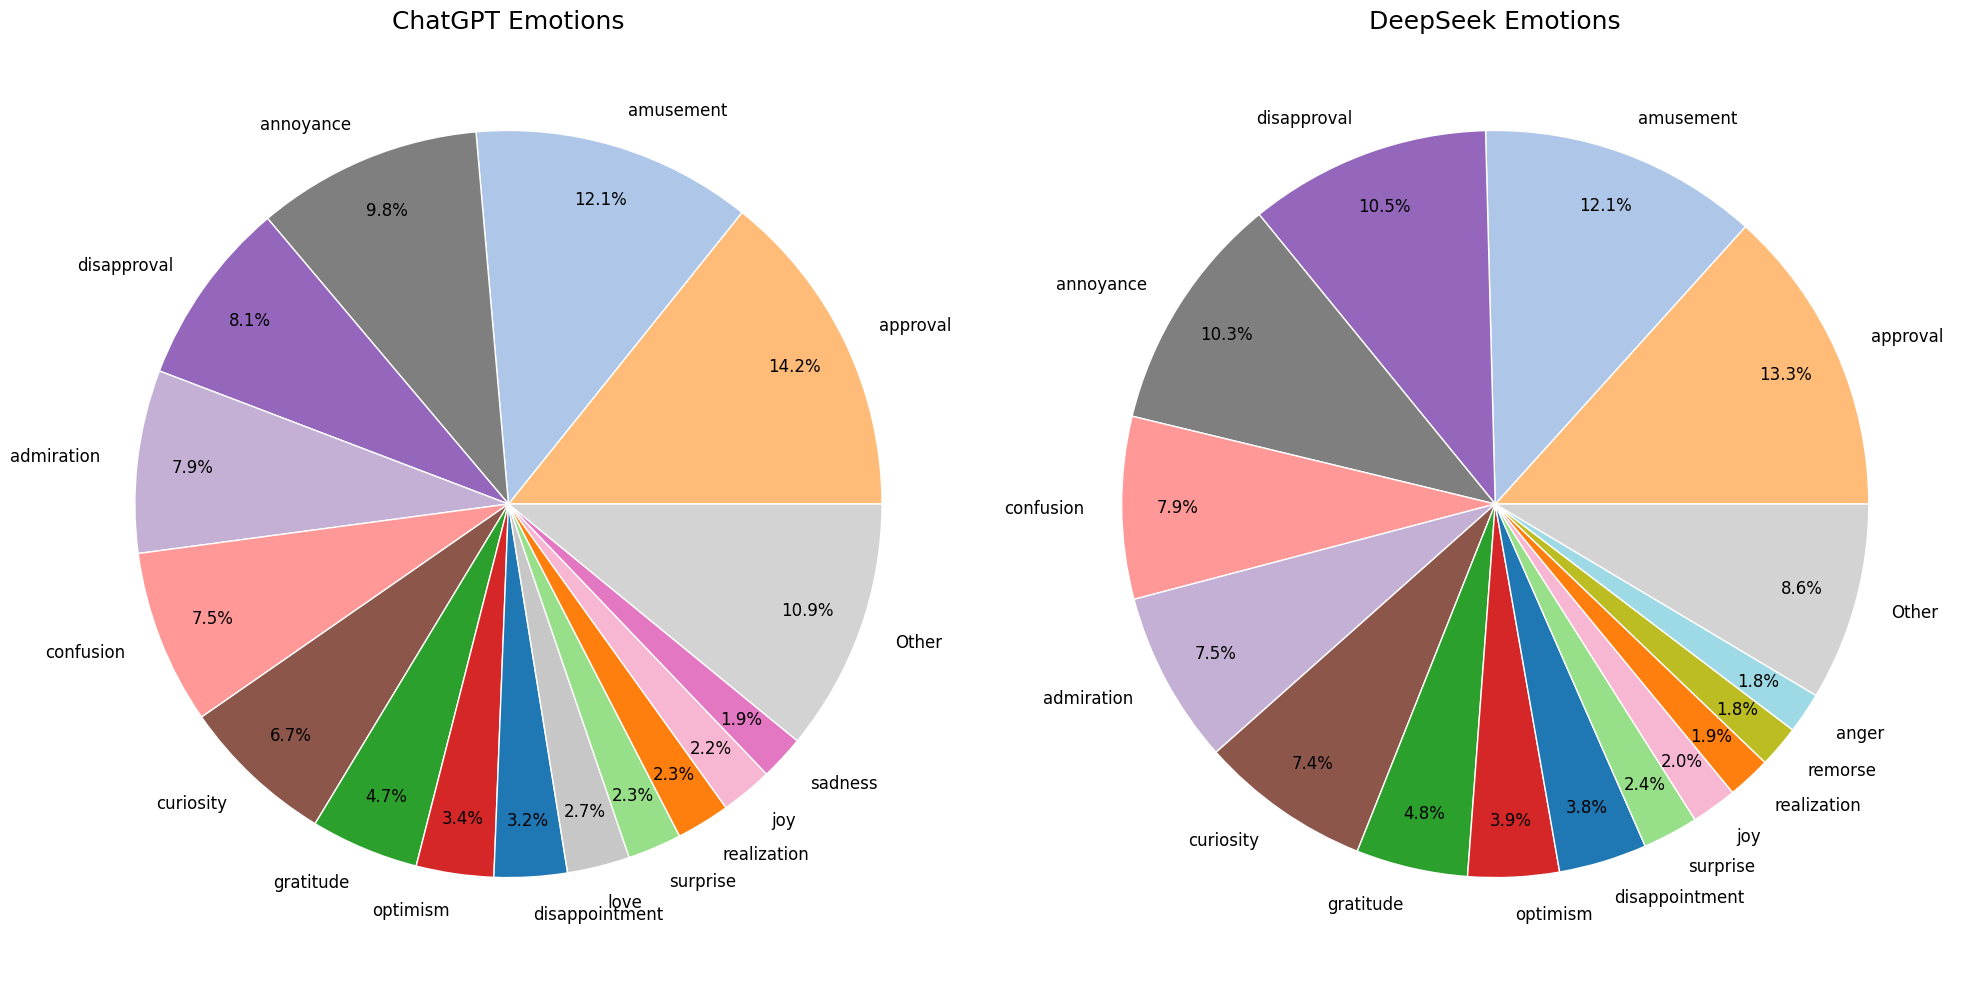 ChatGPT Emotions
approval
14.2%
amusement
12.1%
annoyance
9.8%
disapproval
8.1%
admiration
7.9%
confusion
7.5%
curiosity
6.7%
gratitude
4.7%
optimism
3.4%
disappointment
3.2%
love
2.7%
surprise
2.3%
realization
2.3%
joy
2.2%
sadness
1.9%
Other
10.9%
DeepSeek Emotions
approval
13.3%
amusement
12.1%
disapproval
10.5%
annoyance
10.3%
confusion
7.9%
admiration
7.5%
curiosity
7.4%
gratitude
4.8%
optimism
3.9%
disappointment
3.8%
surprise
2.4%
joy
2.0%
realization
1.9%
remorse
1.8%
anger
1.8%
Other
8.6%